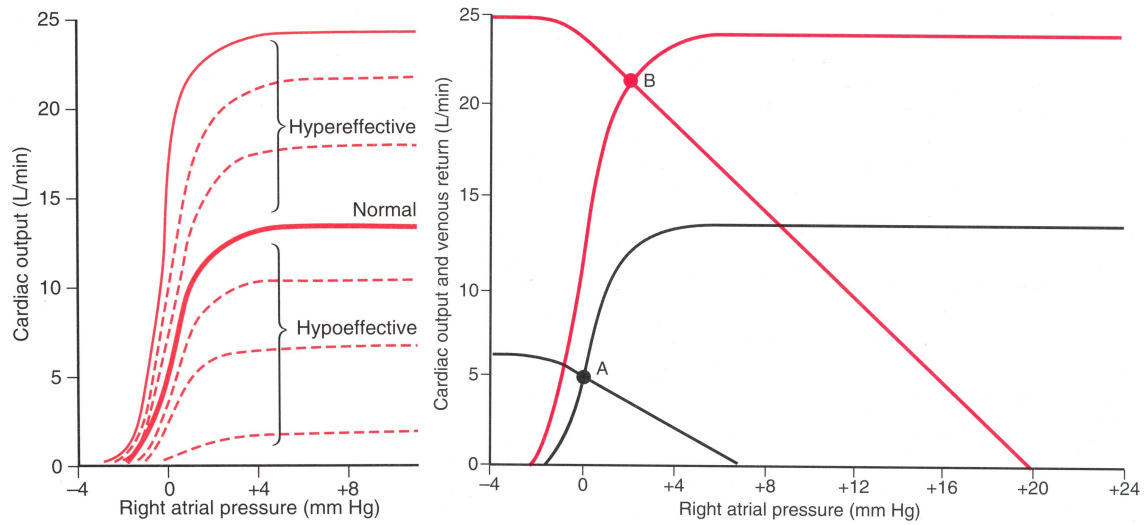 Cardiac output (L/min)
25
20
15
10
5
0
Hypereffective
Normal
Hypoeffective
–4
0
+4
+8
Right atrial pressure (mm Hg)
Cardiac output and venous return (L/min)
25
20
15
10
5
0
B
A
–4
0
+4
+8
+12
+16
+20
+24
Right atrial pressure (mm Hg)